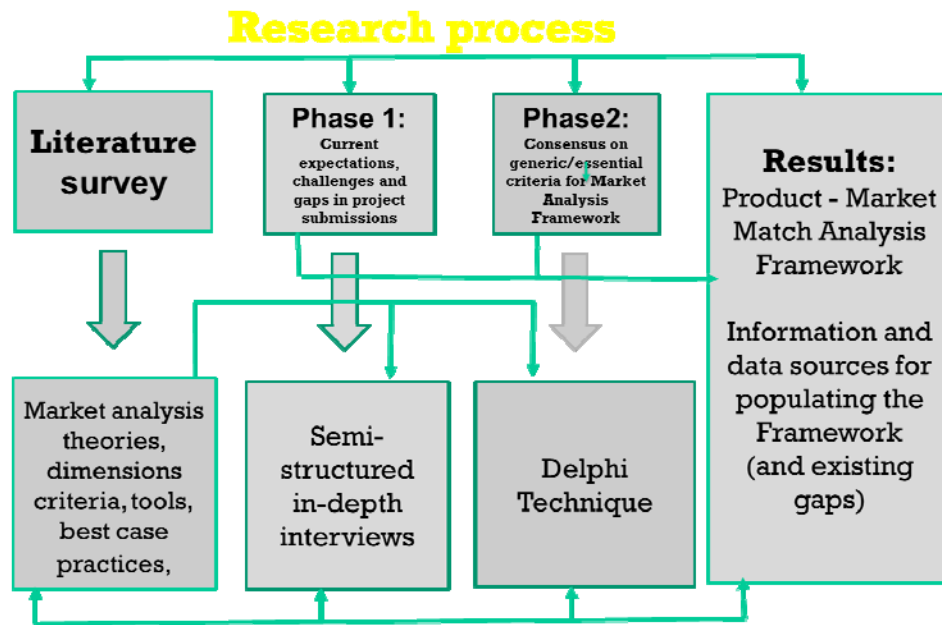 Research process
Literature
survey
Phase 1:
Current
expectations,
challenges and
gaps in project
submissions
Phase2:
Consensus on
generic/essential
criteria for Market
Analysis
Framework
Results:
Product - Market
Match Analysis
Framework
Information and
data sources for
populating the
Framework
(and existing
gaps)
Market analysis
theories,
dimensions
criteria, tools,
best case
practices,
Semi-
structured
in-depth
interviews
Delphi
Technique